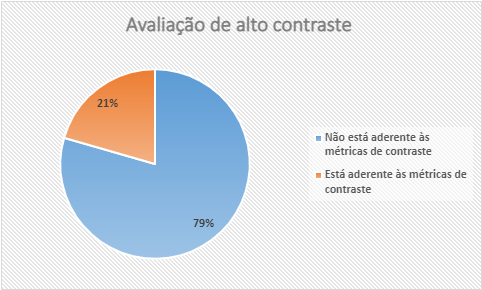 Avaliação de alto contraste
21%
79%
Não está aderente às
métricas de contraste
Está aderente às métricas de
contraste